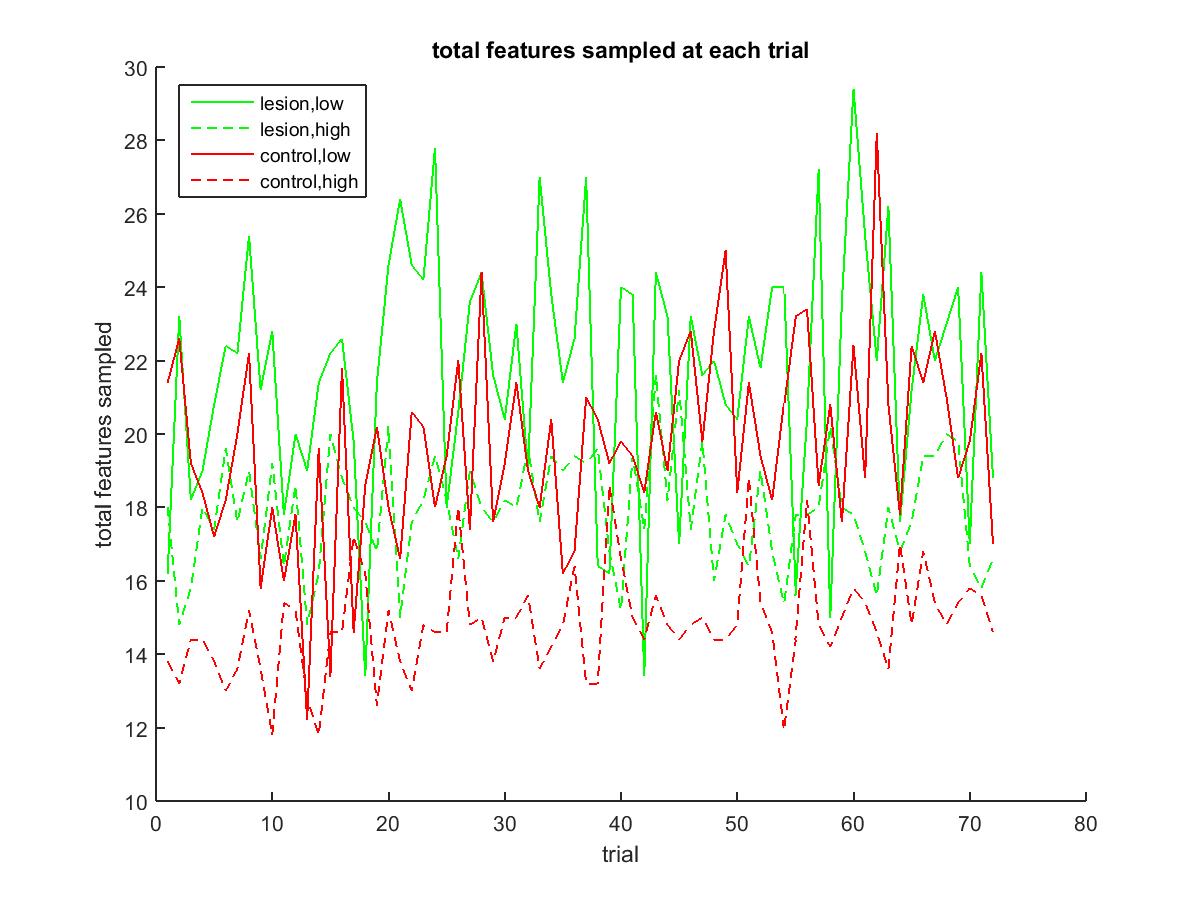 total features sampled at each trial
30
28
26
24
22
20
18
16
14
12
10
total features sampled
lesion,low
lesion,high
control,low
control,high
0 10 20 30 40 50 60 70 80
trial